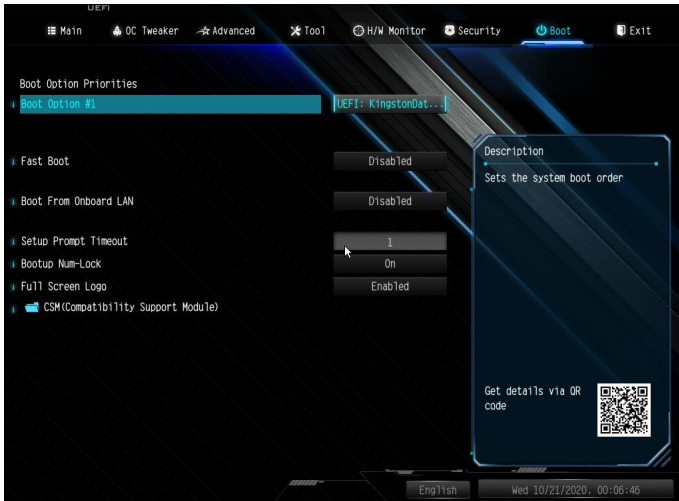 UEFI
Main OC Tweaker Advanced Tool H/W Monitor Security Boot Exit
Boot Option Priorities
Boot Option #1 UEFI: KingstonDat...
Fast Boot Disabled
Boot From Onboard LAN Disabled
Setup Prompt Timeout 1
Bootup Num-Lock On
Full Screen Logo Enabled
CSM(Compatibility Support Module)
Description
Sets the system boot order
Get details via QR
code
English Wed 10/21/2020. 00:06:46